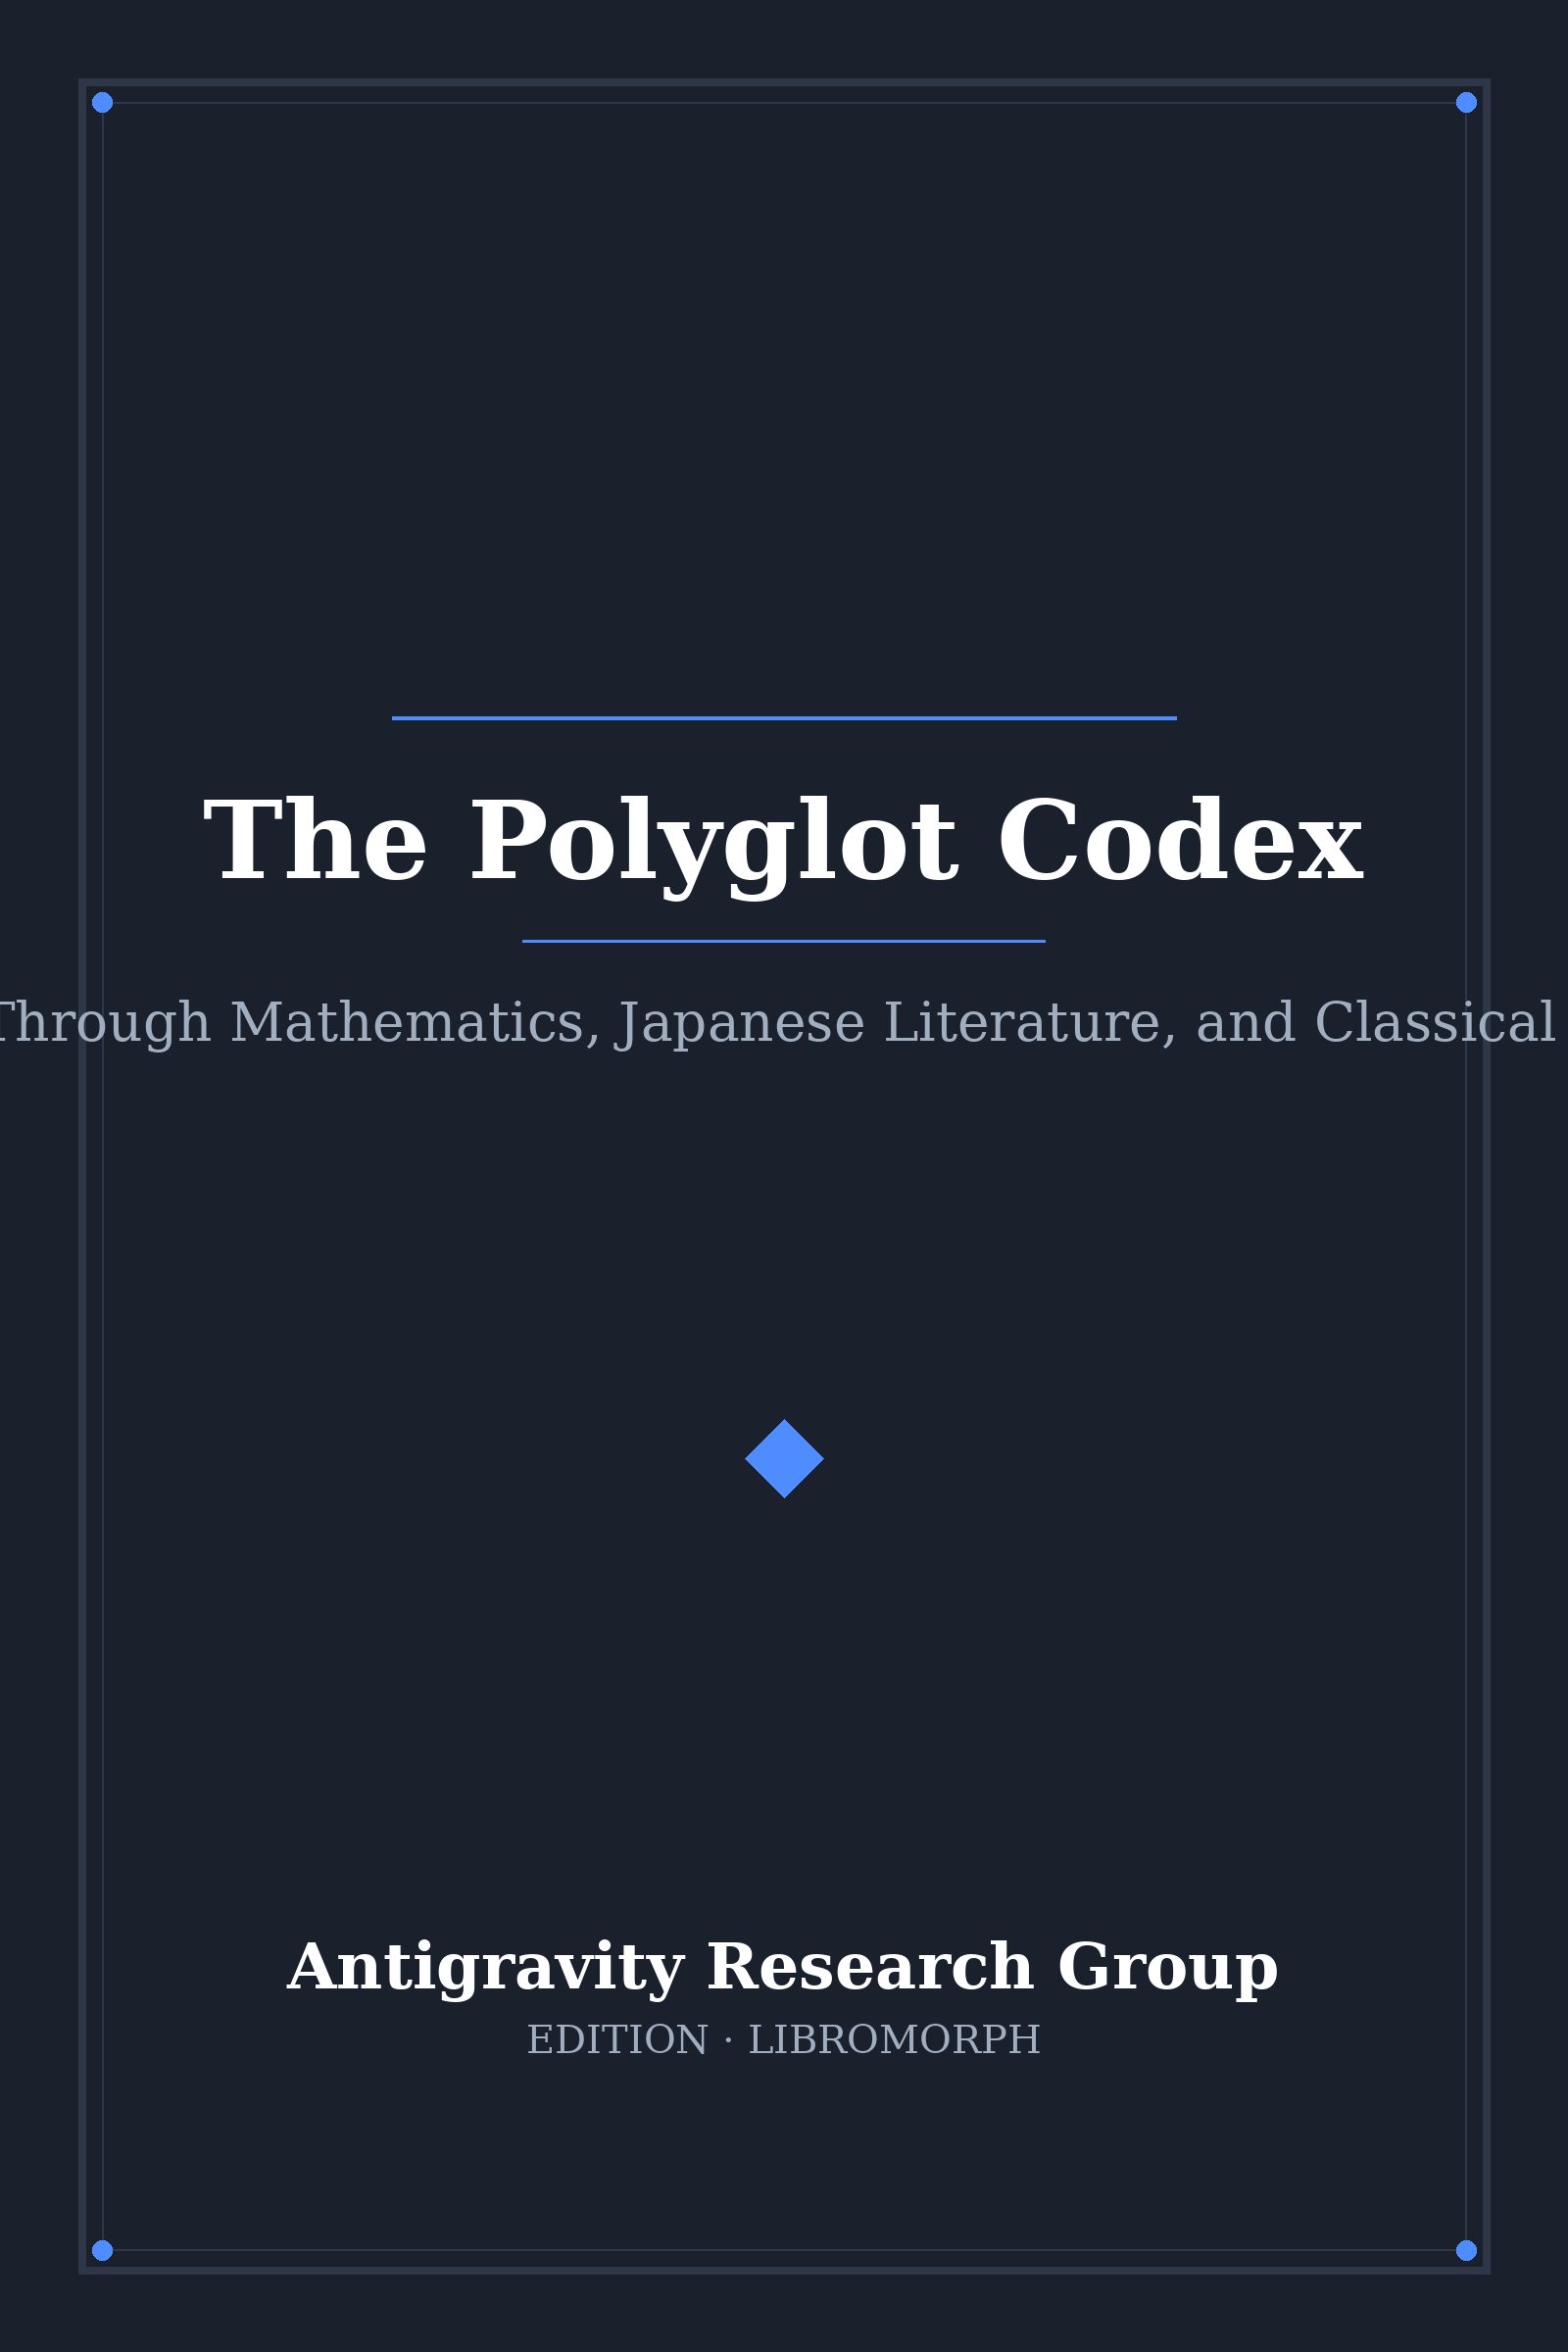 The Polyglot Codex
Through Mathematics, Japanese Literature, and Classical
Antigravity Research Group
EDITION · LIBROMORPH